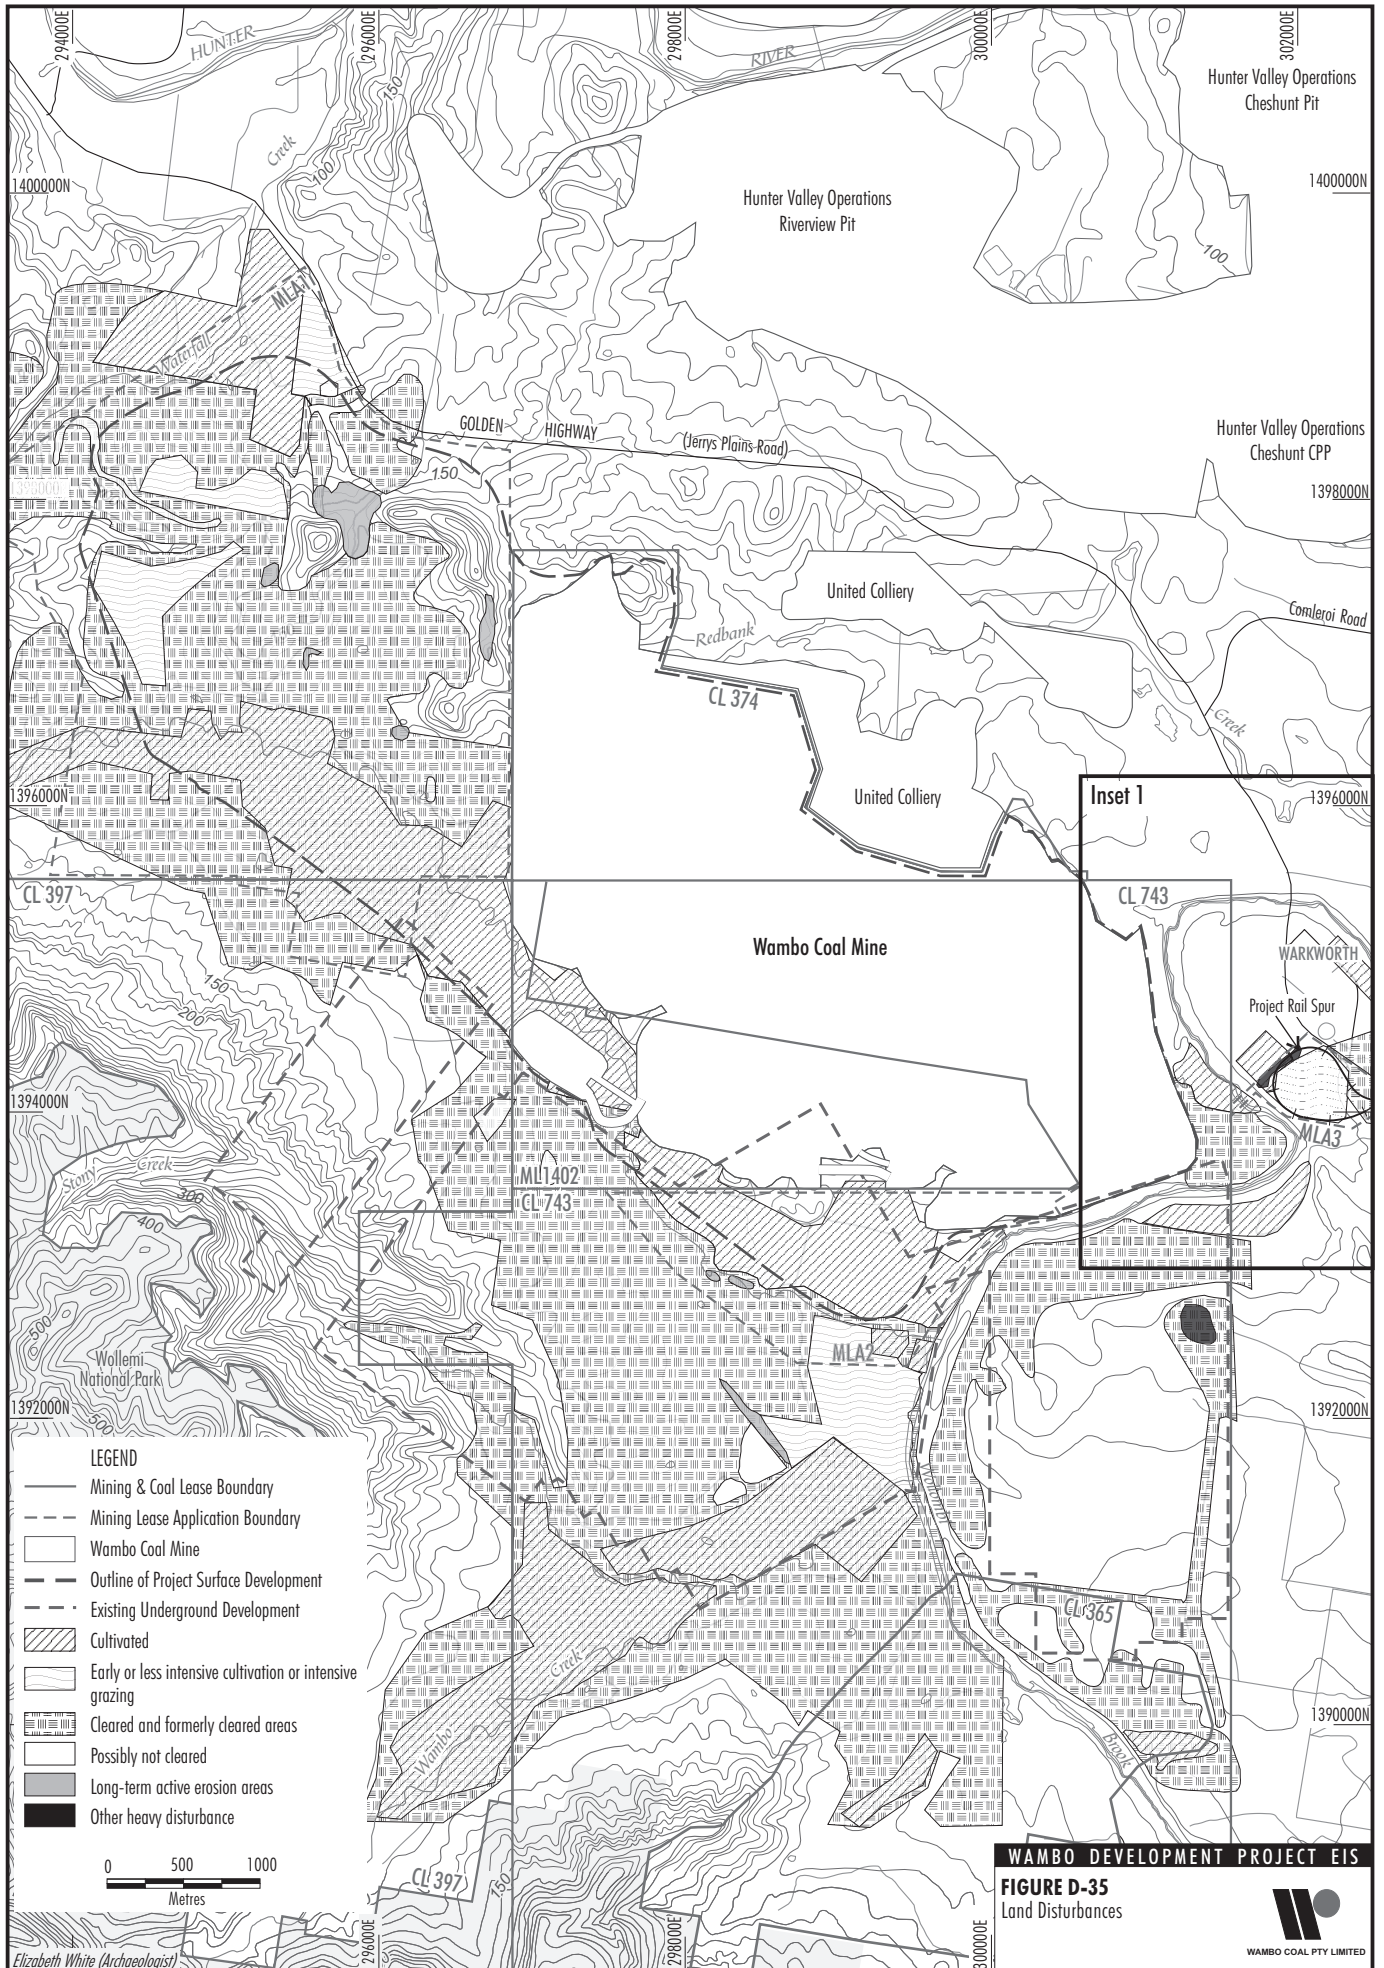 294000E
296000E
298000E
300000E
302000E
HUNTER
RIVER
Hunter Valley Operations
Cheshunt Pit
150
Creek
100
1400000N
1400000N
Hunter Valley Operations
Riverview Pit
100
MLA1
Waterfall
GOLDEN HIGHWAY (Jerrys Plains Road)
Hunter Valley Operations
Cheshunt CPP
150
1398000N
1398000N
United Colliery
Comleroi Road
Redbank
CL 374
Creek
1396000N
United Colliery
Inset 1
1396000N
CL 397
CL 743
Wambo Coal Mine
WARKWORTH
150
200
Project Rail Spur
1394000N
MLA3
Stony Creek
300
ML1402
CL 743
400
500
Wollemi
National Park
MLA2
1392000N
500
1392000N
Wollombi
LEGEND
Mining & Coal Lease Boundary
Mining Lease Application Boundary
Wambo Coal Mine
Outline of Project Surface Development
Existing Underground Development
Cultivated
Early or less intensive cultivation or intensive
grazing
Cleared and formerly cleared areas
Possibly not cleared
Long-term active erosion areas
Other heavy disturbance
CL 365
Creek
Wambo
1390000N
Brook
0 500 1000
Metres
CL 397
150
WAMBO DEVELOPMENT PROJECT EIS
FIGURE D-35
Land Disturbances
WAMBO COAL PTY LIMITED
296000E
298000E
300000E
Elizabeth White (Archaeologist)